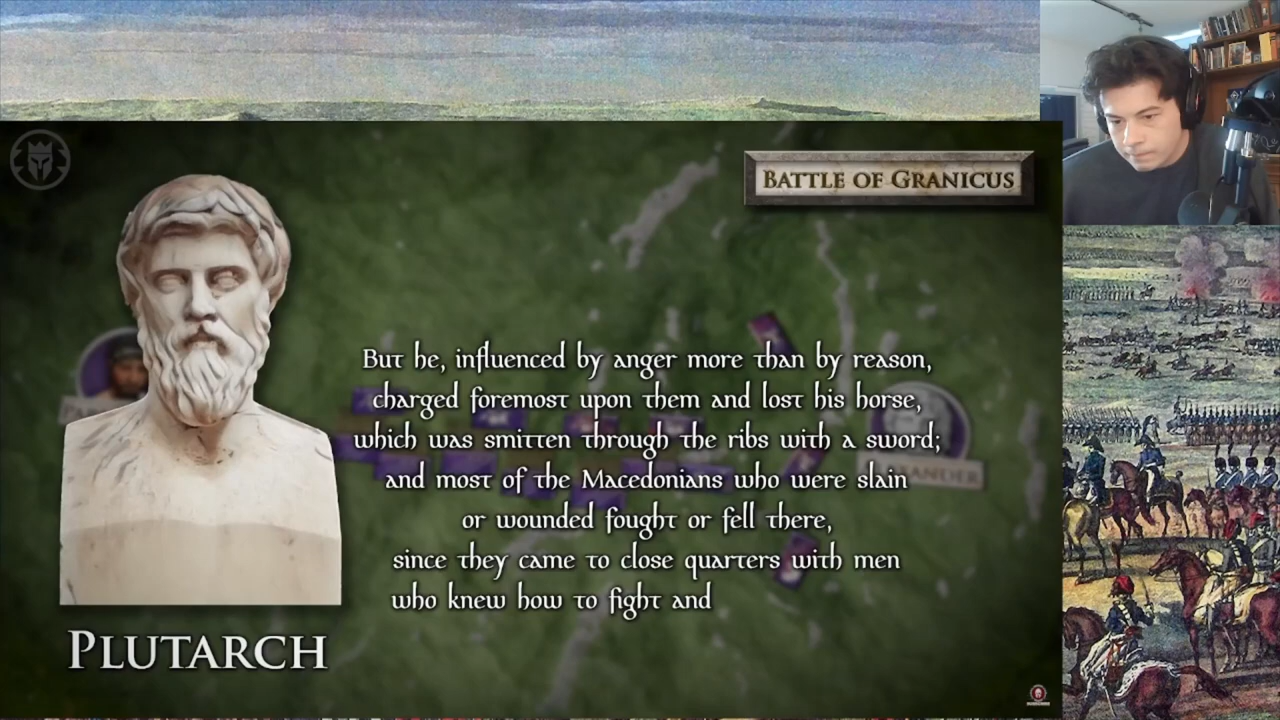 BATTLE OF GRANICUS
But he, influenced by anger more than by reason,
charged foremost upon them and lost his horse,
which was smitten through the ribs with a sword;
and most of the Macedonians who were slain
or wounded fought or fell there,
since they came to close quarters with men
who knew how to fight and
PLUTARCH